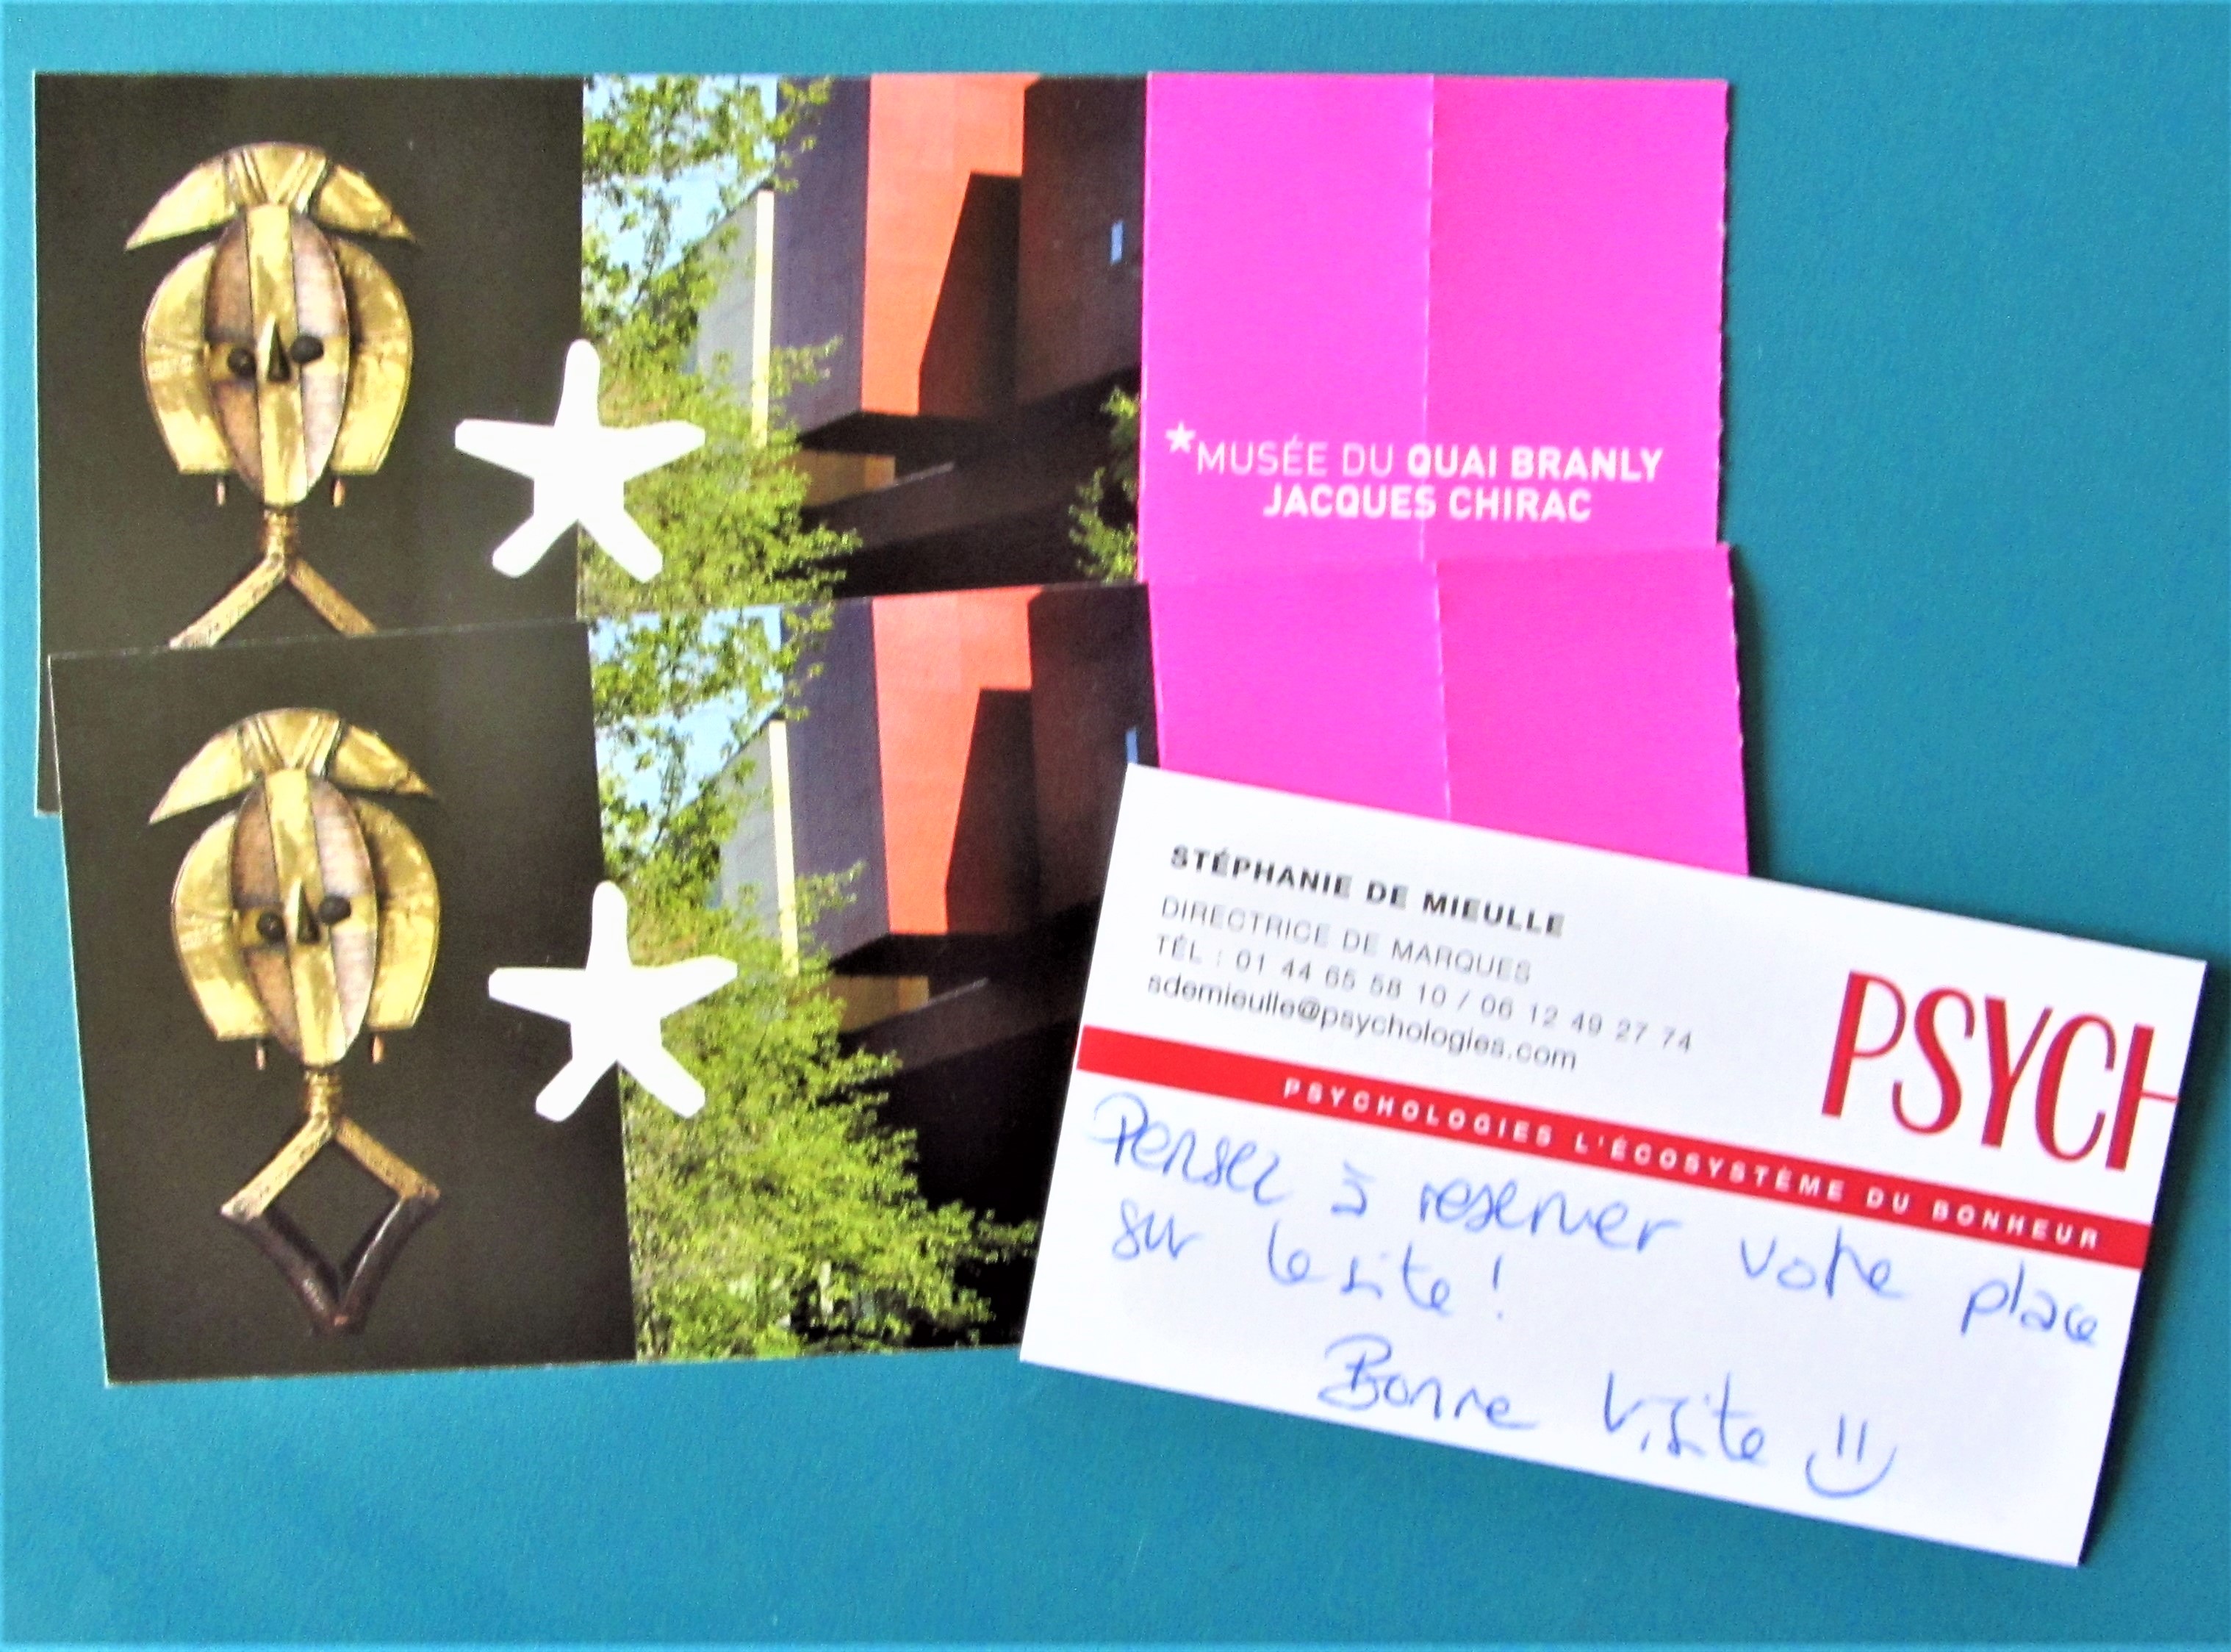 *MUSÉE DU QUAI BRANLY
JACQUES CHIRAC
STÉPHANIE DE MIEULLE
DIRECTRICE DE MARQUES
TÉL : 01 44 65 58 10 / 06 12 49 27 74
sdemieulle@psychologies.com
PSYCH
PSYCHOLOGIES L'ÉCOSYSTÈME DU BONHEUR
Pensez à reserver votre place
sur le site !
Bonne Visite